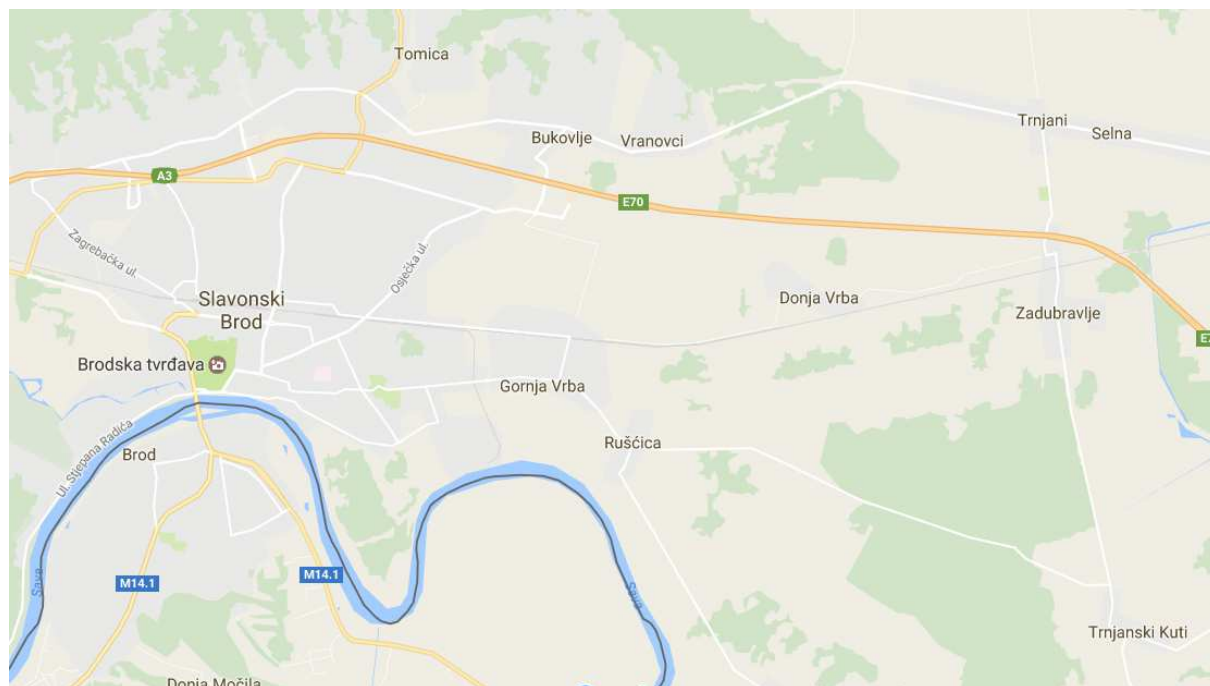 Tomica
Bukovlje
Vranovci
Trnjani
Selna
A3
E70
Zagrebačka ul.
Osječka ul.
Slavonski
Brod
Donja Vrba
Zadubravlje
Brodska tvrđava
Gornja Vrba
Ul. Stjepana Radića
Brod
Rušćica
M14.1
M14.1
Sava
Sava
Trnjanski Kuti
Donja Močila